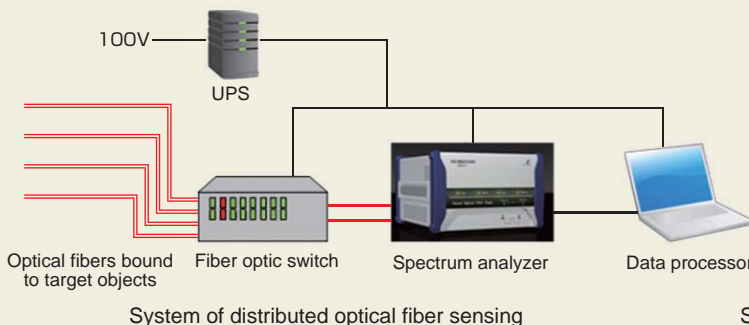 100V
UPS
Optical fibers bound
to target objects
Fiber optic switch
Spectrum analyzer
Data processor
System of distributed optical fiber sensing
S